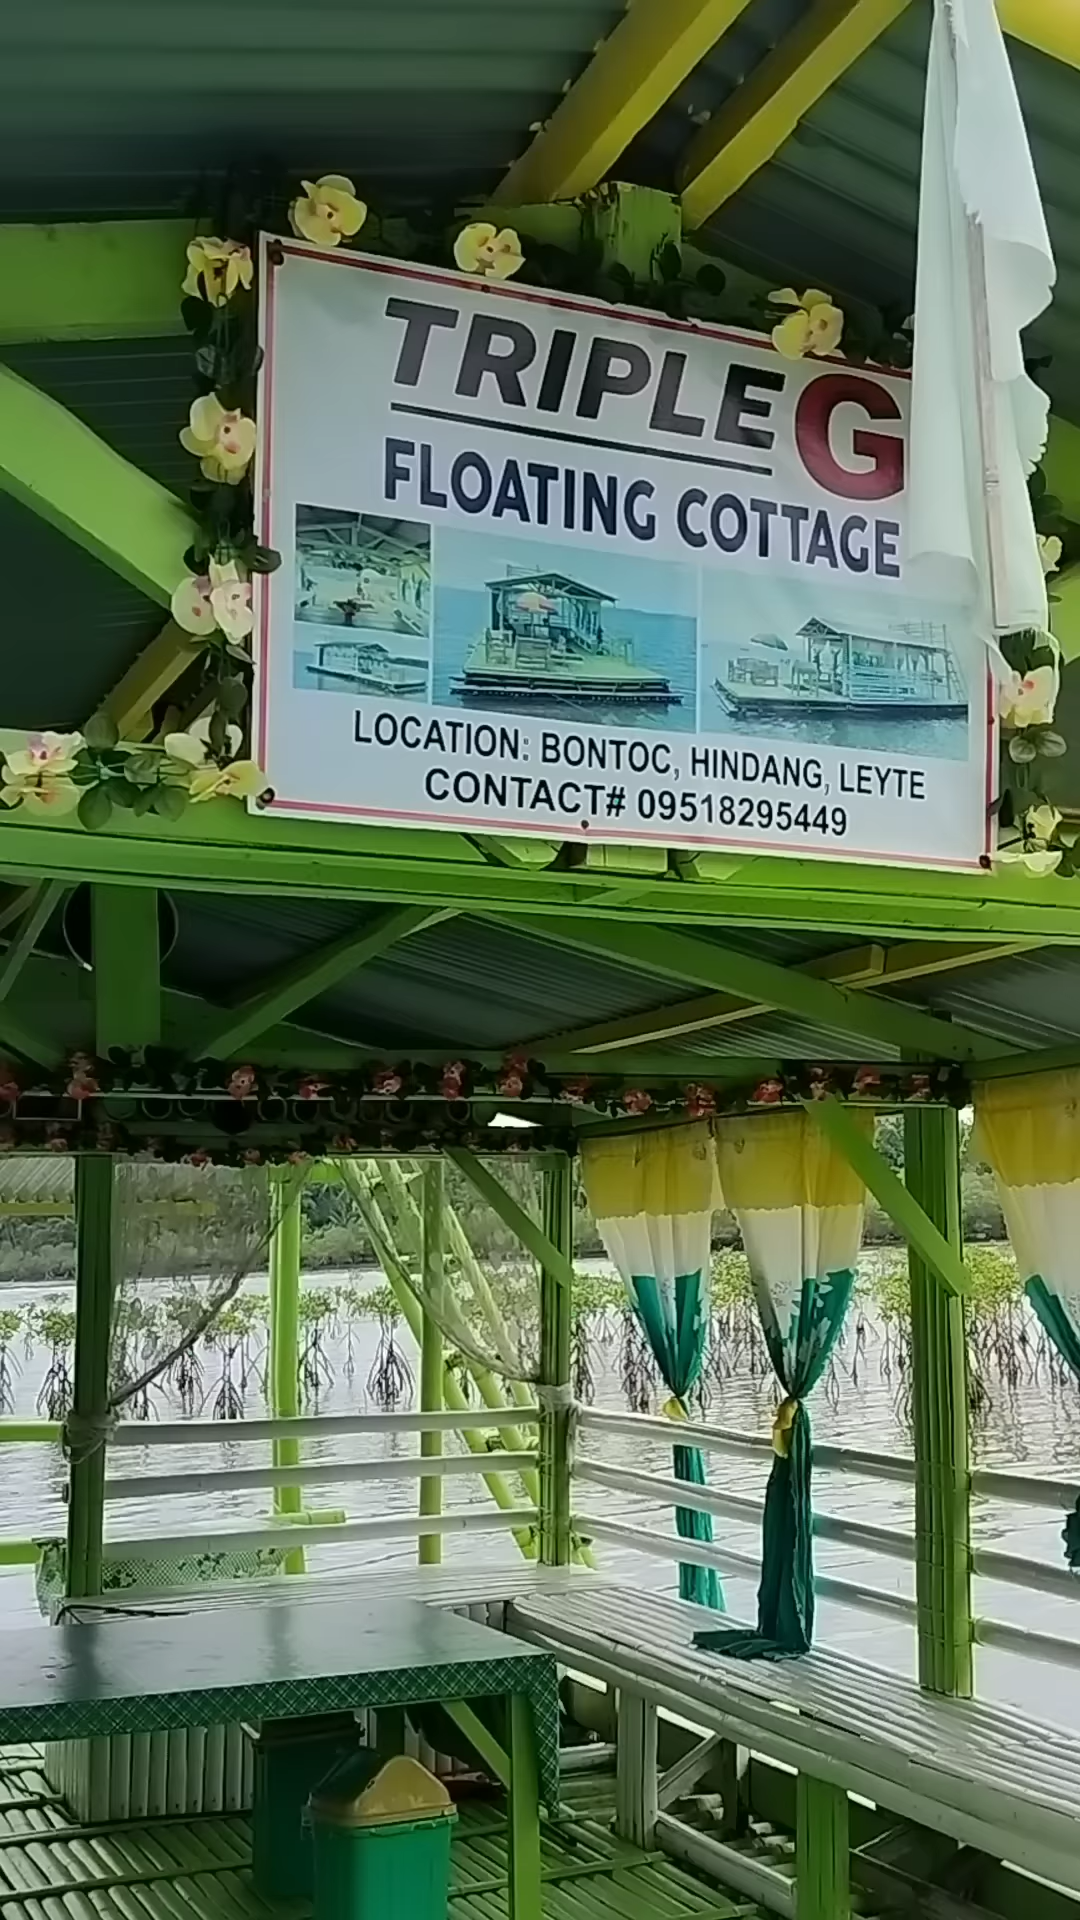 TRIPLE G
FLOATING COTTAGE
LOCATION: BONTOC, HINDANG, LEYTE
CONTACT# 09518295449